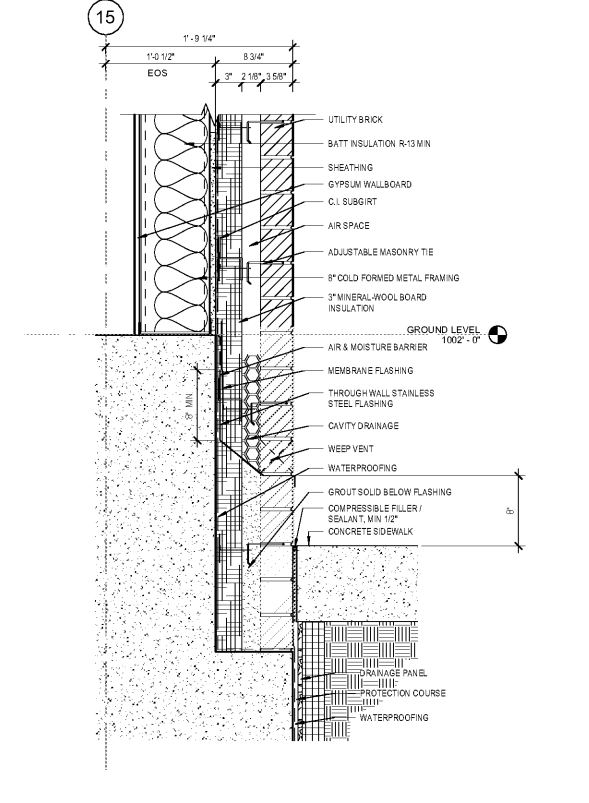 15
1' - 9 1/4"
1'-0 1/2"
8 3/4"
EOS
3"
2 1/8"
3 5/8"
UTILITY BRICK
BATT INSULATION R-13 MIN
SHEATHING
GYPSUM WALLBOARD
C.I. SUBGIRT
AIR SPACE
ADJUSTABLE MASONRY TIE
8" COLD FORMED METAL FRAMING
3" MINERAL-WOOL BOARD
INSULATION
GROUND LEVEL
1002' - 0"
AIR & MOISTURE BARRIER
MEMBRANE FLASHING
8" MIN
THROUGH WALL STAINLESS
STEEL FLASHING
CAVITY DRAINAGE
WEEP VENT
WATERPROOFING
GROUT SOLID BELOW FLASHING
COMPRESSIBLE FILLER /
SEALANT, MIN 1/2"
8"
CONCRETE SIDEWALK
DRAINAGE PANEL
PROTECTION COURSE
WATERPROOFING